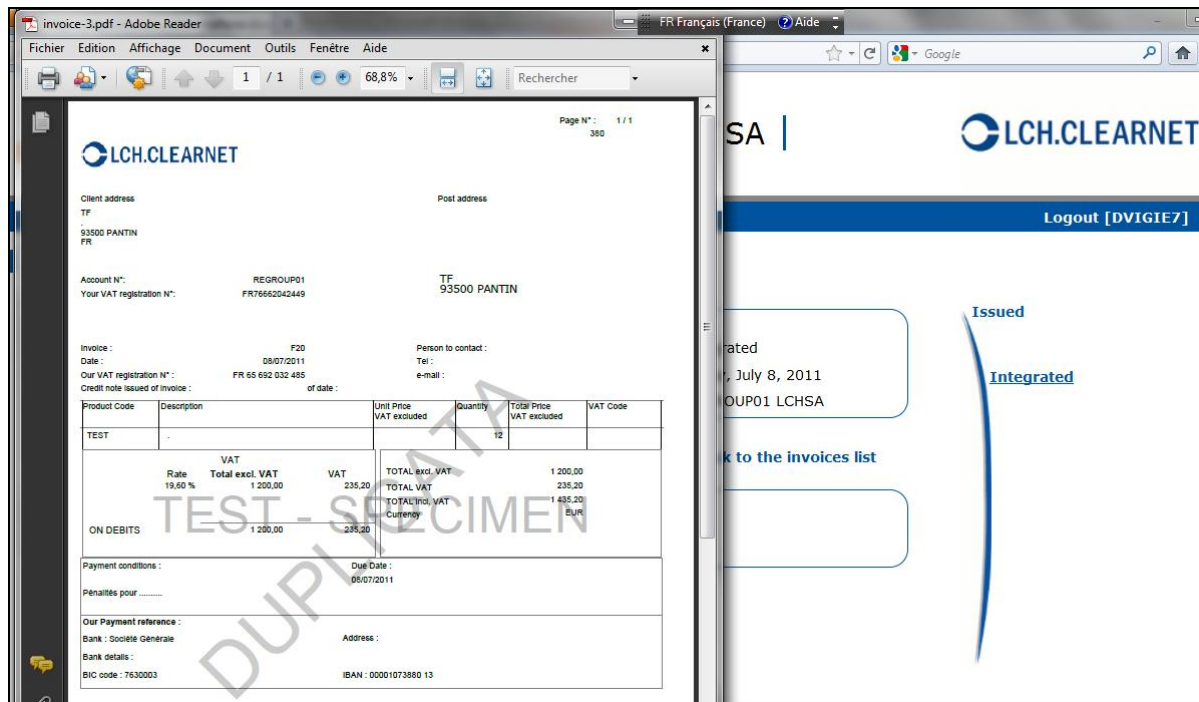 invoice-3.pdf - Adobe Reader
FR Français (France) Aide
Fichier Edition Affichage Document Outils Fenêtre Aide
1 / 1 68,8% Rechercher
Google
Page N° : 1 / 1
380
LCH.CLEARNET
Client address Post address
TF
.
93500 PANTIN
FR
Account N°: REGROUP01 TF
Your VAT registration N°: FR76662042449 93500 PANTIN
Invoice : F20 Person to contact :
Date : 08/07/2011 Tel :
Our VAT registration N° : FR 65 692 032 485 e-mail :
Credit note issued of invoice : of date :
Product Code Description Unit Price VAT excluded Quantity Total Price VAT excluded VAT Code
TEST . 12
VAT
Rate Total excl. VAT VAT
19,60 % 1 200,00 235,20
ON DEBITS 1 200,00 235,20
TOTAL excl. VAT 1 200,00
TOTAL VAT 235,20
TOTAL incl. VAT 1 435,20
Currency EUR
TEST - SPECIMEN
DUPLICATA
Payment conditions : Due Date :
08/07/2011
Pénalités pour ..........
Our Payment reference :
Bank : Société Générale Address :
Bank details :
BIC code : 7630003 IBAN : 00001073880 13
SA
LCH.CLEARNET
Logout [DVIGIE7]
Issued
Integrated
rated
, July 8, 2011
OUP01 LCHSA
k to the invoices list